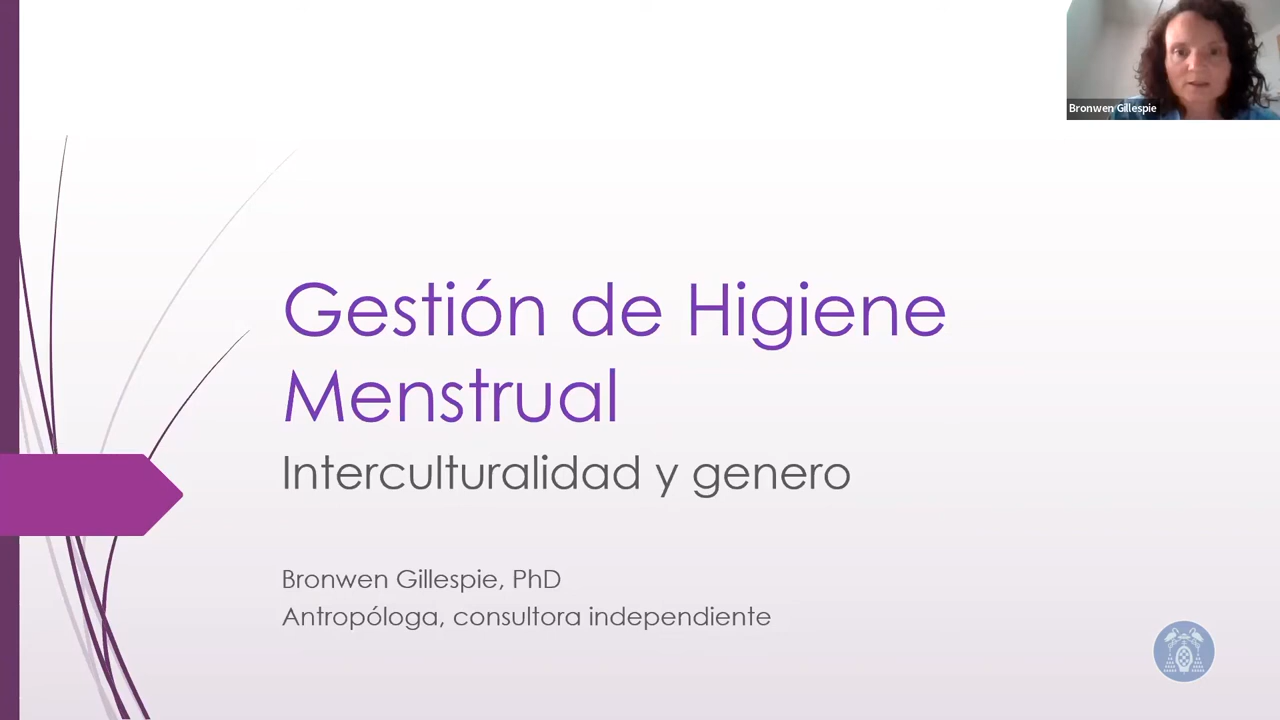 Bronwen Gillespie
Gestión de Higiene
Menstrual
Interculturalidad y genero
Bronwen Gillespie, PhD
Antropóloga, consultora independiente